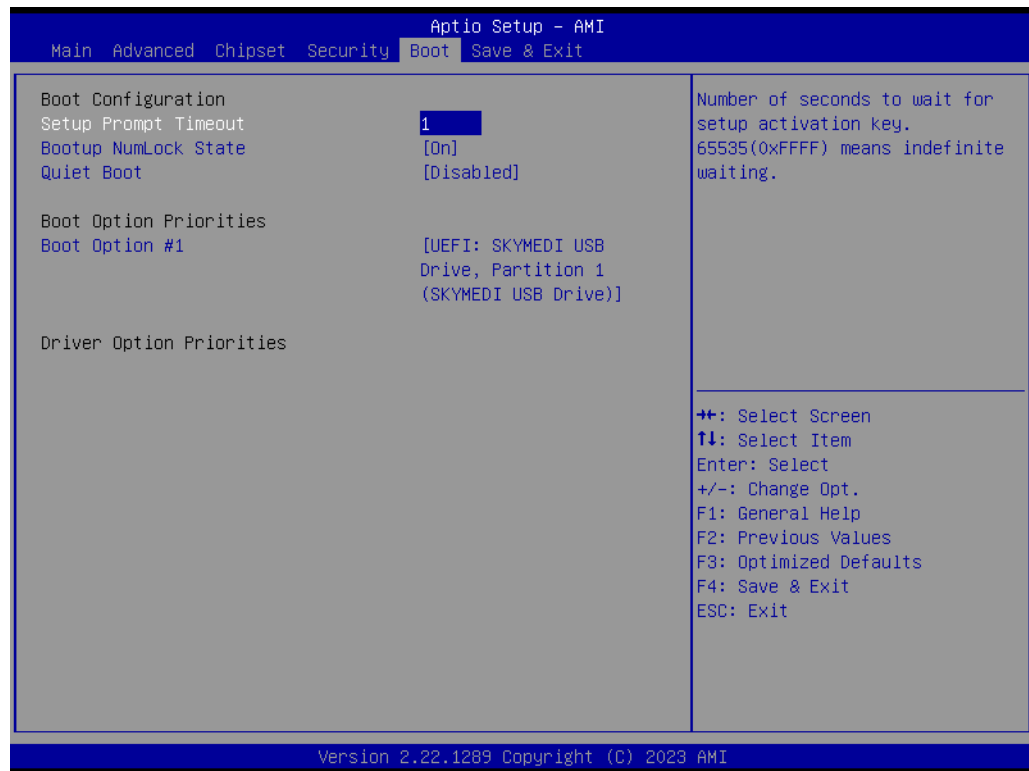 Aptio Setup – AMI
Main Advanced Chipset Security Boot Save & Exit
Boot Configuration
Setup Prompt Timeout 1
Bootup NumLock State [On]
Quiet Boot [Disabled]
Boot Option Priorities
Boot Option #1 [UEFI: SKYMEDI USB
Drive, Partition 1
(SKYMEDI USB Drive)]
Driver Option Priorities
Number of seconds to wait for
setup activation key.
65535(0xFFFF) means indefinite
waiting.
→←: Select Screen
↑↓: Select Item
Enter: Select
+/-: Change Opt.
F1: General Help
F2: Previous Values
F3: Optimized Defaults
F4: Save & Exit
ESC: Exit
Version 2.22.1289 Copyright (C) 2023 AMI